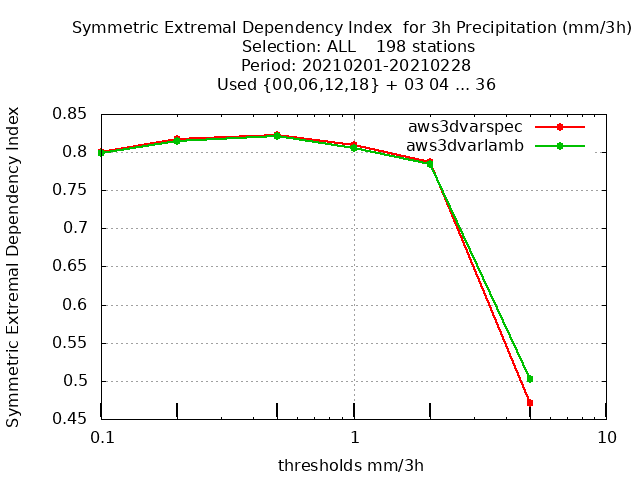 Symmetric Extremal Dependency Index  for 3h Precipitation (mm/3h)
Selection: ALL    198 stations
Period: 20210201-20210228
Used {00,06,12,18} + 03 04 ... 36
Symmetric Extremal Dependency Index
0.85
0.8
0.75
0.7
0.65
0.6
0.55
0.5
0.45
aws3dvarspec
aws3dvarlamb
0.1
1
10
thresholds mm/3h